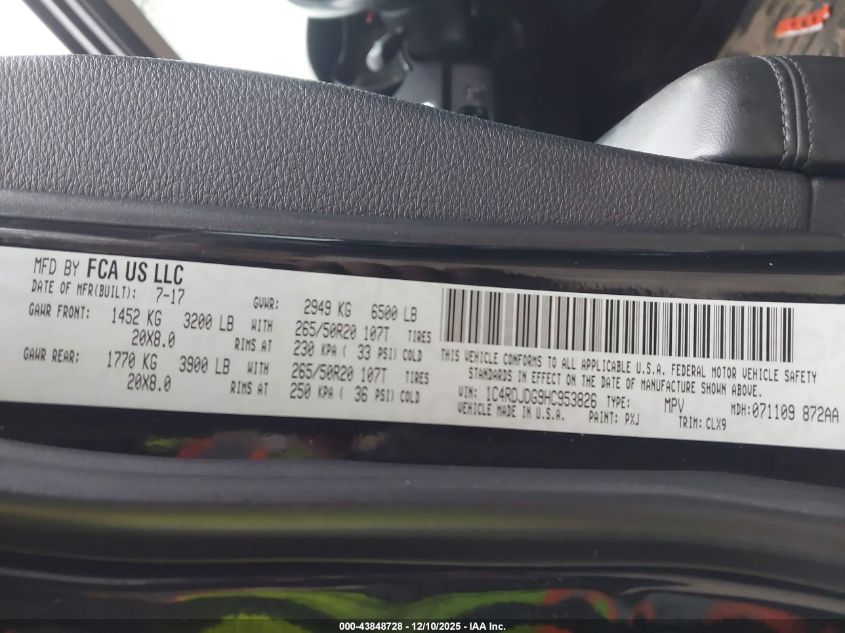 MFD BY FCA US LLC
DATE OF MFR(BUILT): 7-17 GVWR: 2949 KG 6500 LB
GAWR FRONT: 1452 KG 3200 LB WITH 265/50R20 107T TIRES
20X8.0 RIMS AT 230 KPA ( 33 PSI) COLD
GAWR REAR: 1770 KG 3900 LB WITH 265/50R20 107T TIRES
20X8.0 RIMS AT 250 KPA ( 36 PSI) COLD
THIS VEHICLE CONFORMS TO ALL APPLICABLE U.S.A. FEDERAL MOTOR VEHICLE SAFETY
STANDARDS IN EFFECT ON THE DATE OF MANUFACTURE SHOWN ABOVE.
VIN: 1C4RDJDG9HC953826 TYPE: MPV MDH: 071109 872AA
VEHICLE MADE IN U.S.A. PAINT: PXJ TRIM: CLX9
000-43848728 - 12/10/2025 - IAA Inc.